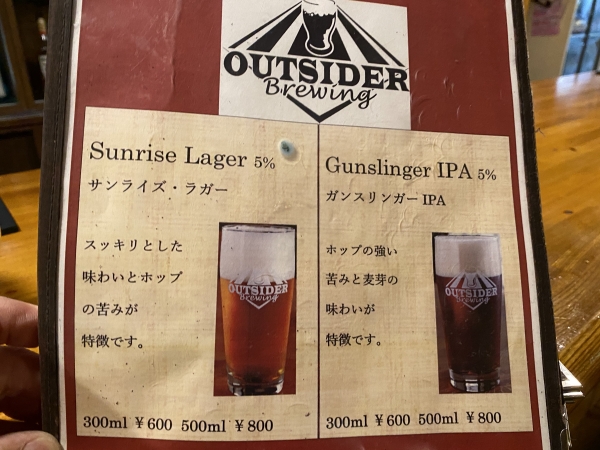 OUTSIDER
Brewing
Sunrise Lager 5%
サンライズ・ラガー
スッキリとした
味わいとホップ
の苦みが
特徴です。
OUTSIDER
Brewing
300ml ¥600 500ml ¥800
Gunslinger IPA 5%
ガンスリンガーIPA
ホップの強い
苦みと麦芽の
味わいが
特徴です。
OUTSIDER
Brewing
300ml ¥600 500ml ¥800